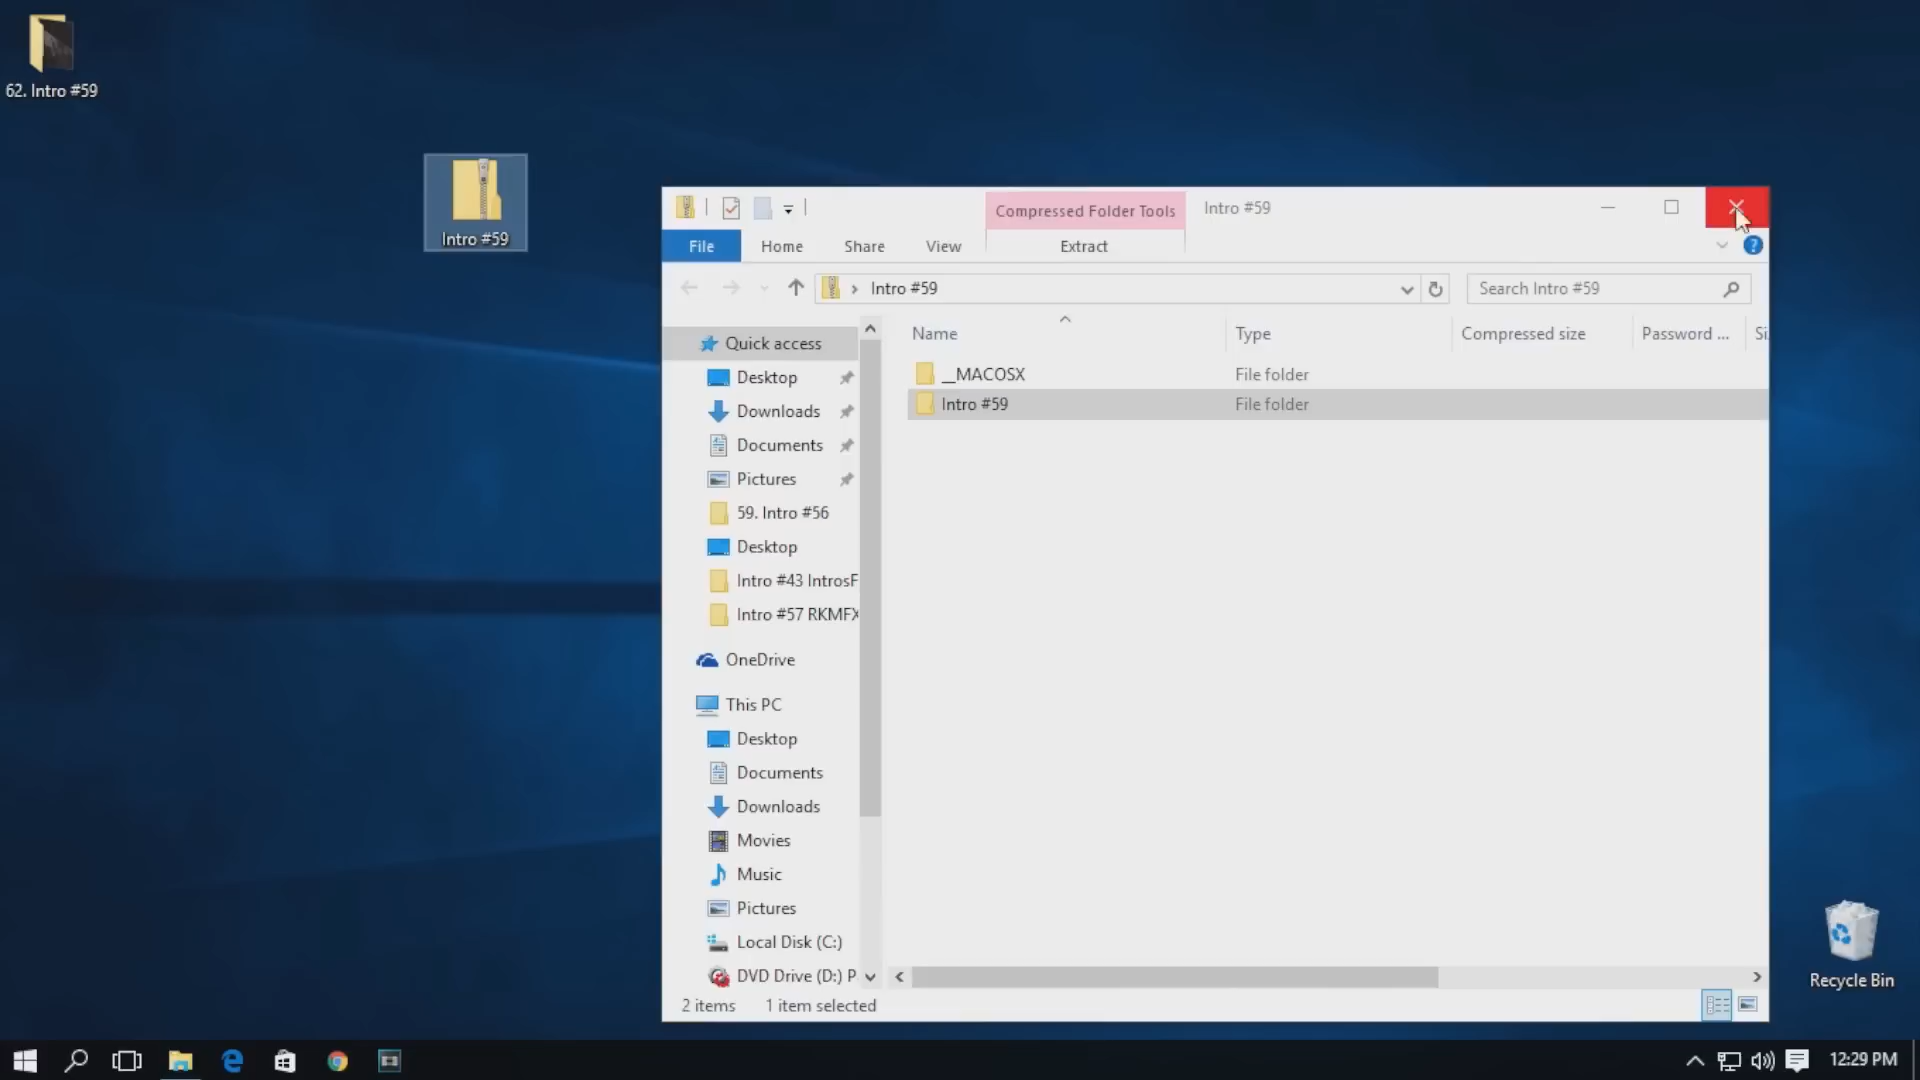 62. Intro #59
Intro #59
Compressed Folder Tools
Intro #59
File
Home
Share
View
Extract
Intro #59
Search Intro #59
Name
Type
Compressed size
Password ...
Quick access
Desktop
Downloads
Documents
Pictures
59. Intro #56
Desktop
Intro #43 IntrosF
Intro #57 RKMFX
OneDrive
This PC
Desktop
Documents
Downloads
Movies
Music
Pictures
Local Disk (C:)
DVD Drive (D:) P
__MACOSX
File folder
Intro #59
File folder
2 items
1 item selected
Recycle Bin
12:29 PM